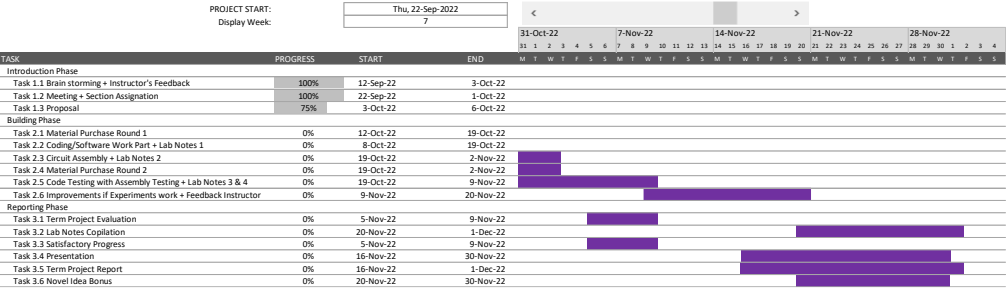 PROJECT START: Thu, 22-Sep-2022
Display Week: 7
31-Oct-22 7-Nov-22 14-Nov-22 21-Nov-22 28-Nov-22
31 1 2 3 4 5 6 7 8 9 10 11 12 13 14 15 16 17 18 19 20 21 22 23 24 25 26 27 28 29 30 1 2 3 4
TASK PROGRESS START END M T W T F S S M T W T F S S M T W T F S S M T W T F S S M T W T F S S
Introduction Phase
Task 1.1 Brain storming + Instructor's Feedback 100% 12-Sep-22 3-Oct-22
Task 1.2 Meeting + Section Assignation 100% 22-Sep-22 1-Oct-22
Task 1.3 Proposal 75% 3-Oct-22 6-Oct-22
Building Phase
Task 2.1 Material Purchase Round 1 0% 12-Oct-22 19-Oct-22
Task 2.2 Coding/Software Work Part + Lab Notes 1 0% 8-Oct-22 19-Oct-22
Task 2.3 Circuit Assembly + Lab Notes 2 0% 19-Oct-22 2-Nov-22
Task 2.4 Material Purchase Round 2 0% 19-Oct-22 2-Nov-22
Task 2.5 Code Testing with Assembly Testing + Lab Notes 3 & 4 0% 19-Oct-22 9-Nov-22
Task 2.6 Improvements if Experiments work + Feedback Instructor 0% 9-Nov-22 20-Nov-22
Reporting Phase
Task 3.1 Term Project Evaluation 0% 5-Nov-22 9-Nov-22
Task 3.2 Lab Notes Copilation 0% 20-Nov-22 1-Dec-22
Task 3.3 Satisfactory Progress 0% 5-Nov-22 9-Nov-22
Task 3.4 Presentation 0% 16-Nov-22 30-Nov-22
Task 3.5 Term Project Report 0% 16-Nov-22 1-Dec-22
Task 3.6 Novel Idea Bonus 0% 20-Nov-22 30-Nov-22